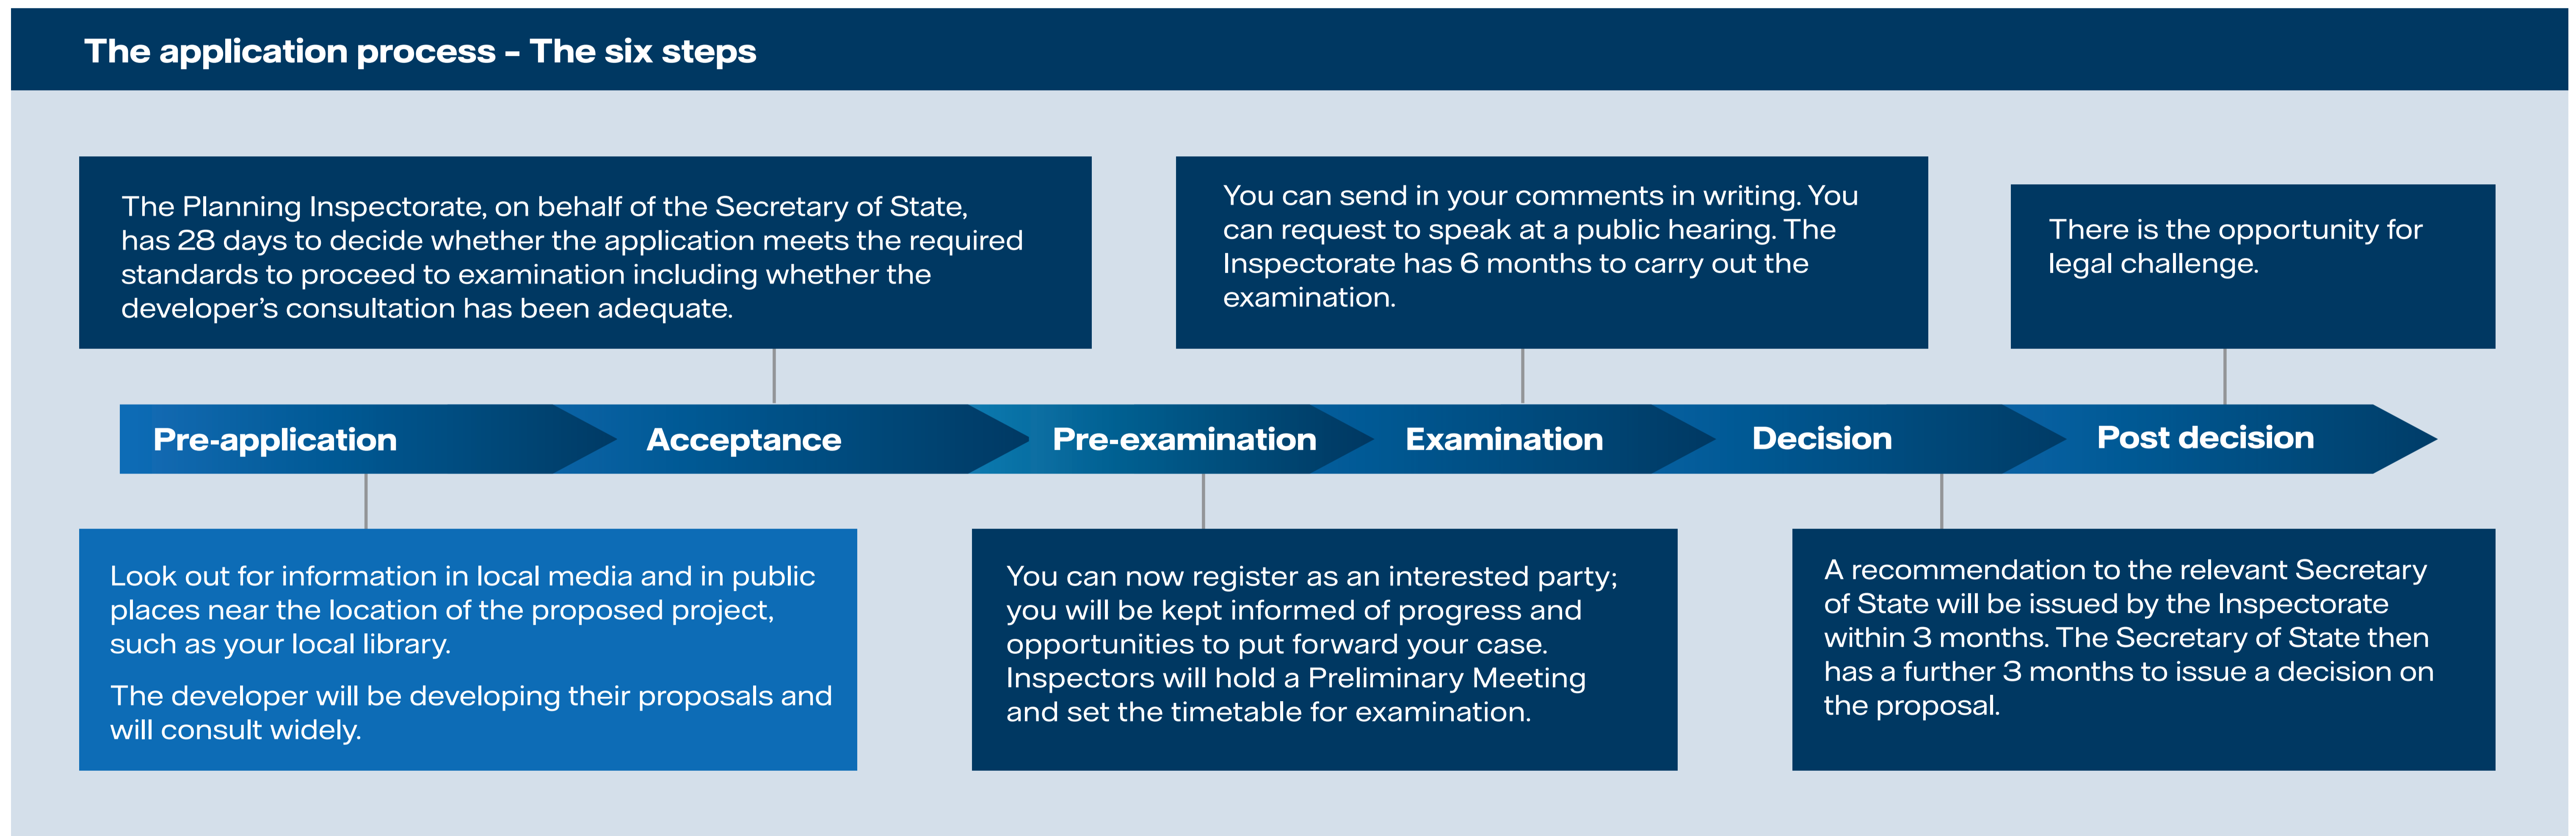 The application process – The six steps
The Planning Inspectorate, on behalf of the Secretary of State,
has 28 days to decide whether the application meets the required
standards to proceed to examination including whether the
developer’s consultation has been adequate.
You can send in your comments in writing. You
can request to speak at a public hearing. The
Inspectorate has 6 months to carry out the
examination.
There is the opportunity for
legal challenge.
Pre-application
Acceptance
Pre-examination
Examination
Decision
Post decision
Look out for information in local media and in public
places near the location of the proposed project,
such as your local library.
The developer will be developing their proposals and
will consult widely.
You can now register as an interested party;
you will be kept informed of progress and
opportunities to put forward your case.
Inspectors will hold a Preliminary Meeting
and set the timetable for examination.
A recommendation to the relevant Secretary
of State will be issued by the Inspectorate
within 3 months. The Secretary of State then
has a further 3 months to issue a decision on
the proposal.